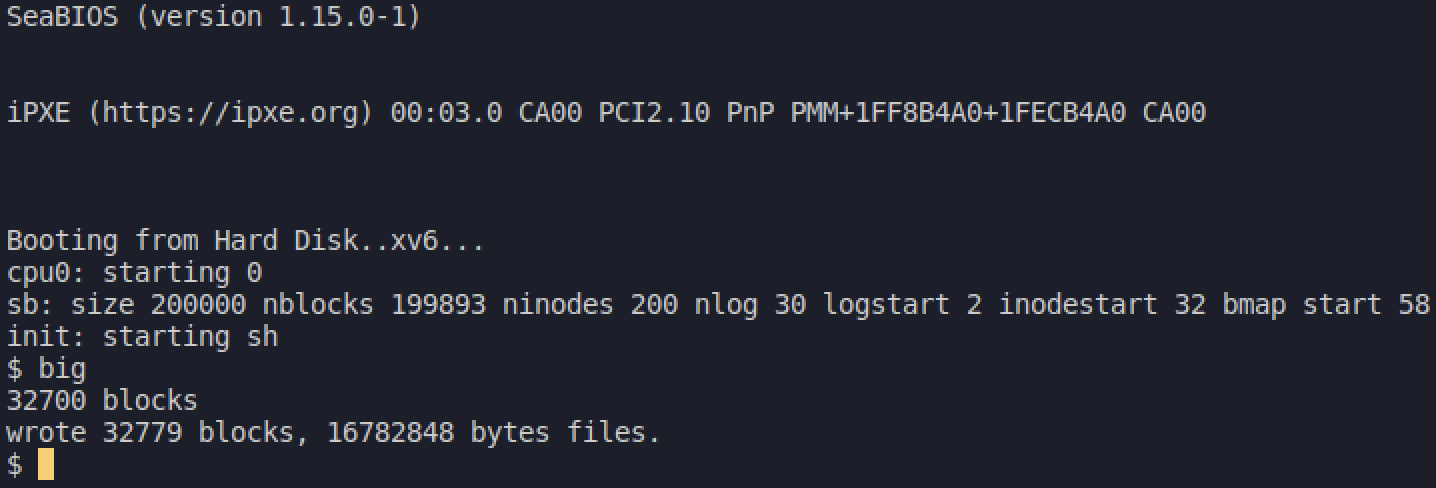 SeaBIOS (version 1.15.0-1)
iPXE (https://ipxe.org) 00:03.0 CA00 PCI2.10 PnP PMM+1FF8B4A0+1FECB4A0 CA00
Booting from Hard Disk..xv6...
cpu0: starting 0
sb: size 200000 nblocks 199893 ninodes 200 nlog 30 logstart 2 inodestart 32 bmap start 58
init: starting sh
$ big
32700 blocks
wrote 32779 blocks, 16782848 bytes files.
$